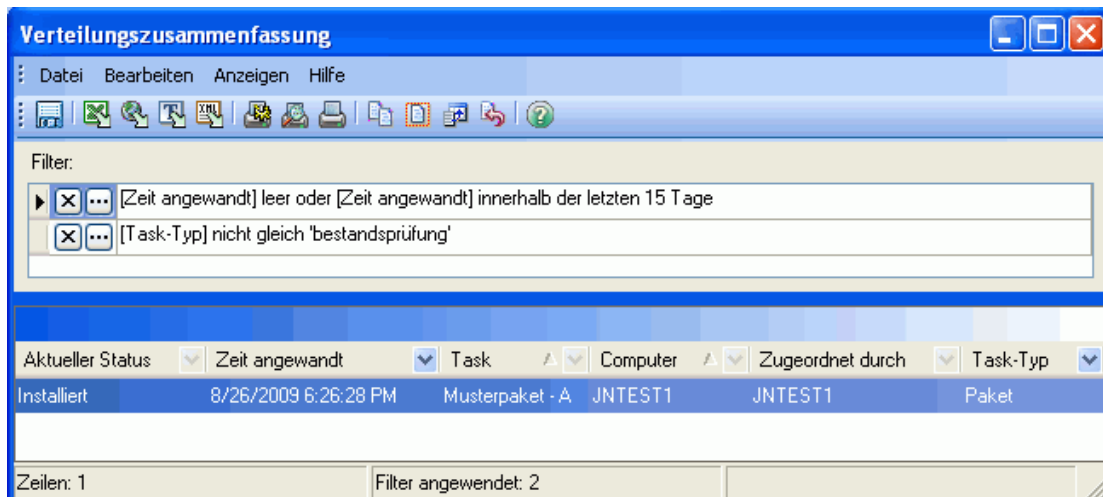 Verteilungszusammenfassung
Datei Bearbeiten Anzeigen Hilfe
Filter:
[Zeit angewandt] leer oder [Zeit angewandt] innerhalb der letzten 15 Tage
[Task-Typ] nicht gleich 'bestandsprüfung'
Aktueller Status Zeit angewandt Task Computer Zugeordnet durch Task-Typ
Installiert 8/26/2009 6:26:28 PM Musterpaket - A JNTEST1 JNTEST1 Paket
Zeilen: 1 Filter angewendet: 2